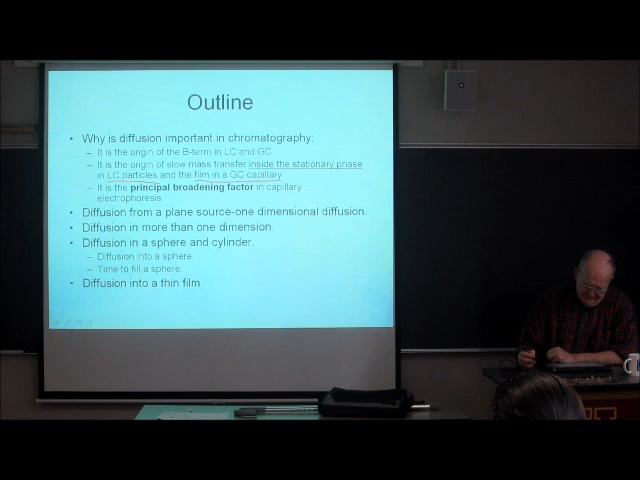 Outline
• Why is diffusion important in chromatography:
– It is the origin of the B-term in LC and GC.
– It is the origin of slow mass transfer inside the stationary phase
in LC particles and the film in a GC capillary
– It is the principal broadening factor in capillary
electrophoresis.
• Diffusion from a plane source-one dimensional diffusion.
• Diffusion in more than one dimension.
• Diffusion in a sphere and cylinder.
– Diffusion into a sphere.
– Time to fill a sphere.
• Diffusion into a thin film